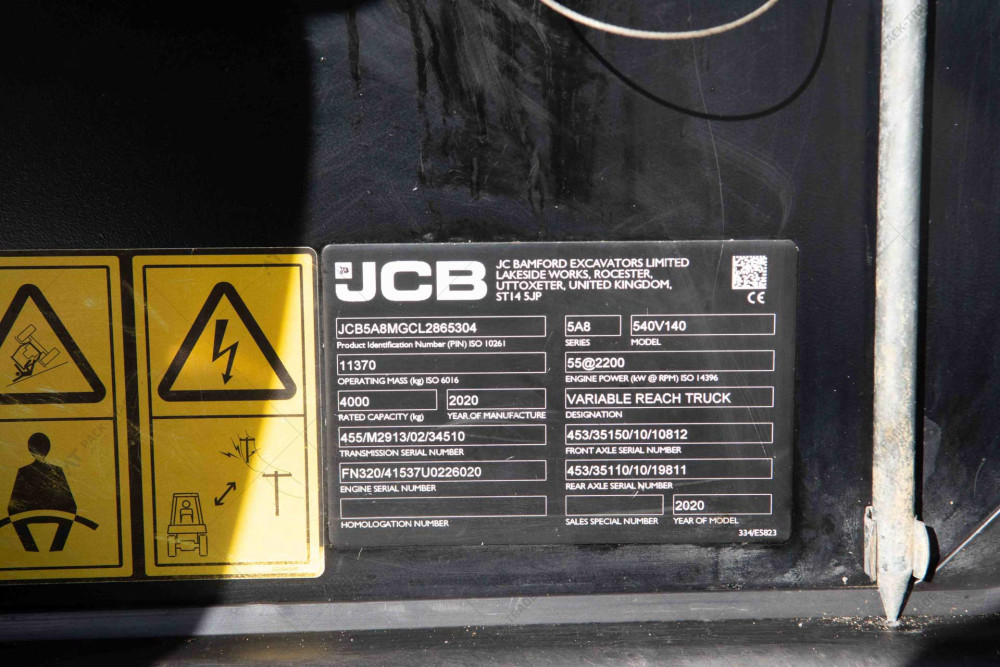 JCB
JC BAMFORD EXCAVATORS LIMITED
LAKESIDE WORKS, ROCESTER,
UTTOXETER, UNITED KINGDOM,
ST14 5JP
CE
JCB5A8MGCL2865304
Product Identification Number (PIN) ISO 10261
5A8
540V140
SERIES
MODEL
11370
OPERATING MASS (kg) ISO 6016
55@2200
ENGINE POWER (kW @ RPM) ISO 14396
4000
2020
RATED CAPACITY (kg)
YEAR OF MANUFACTURE
VARIABLE REACH TRUCK
DESIGNATION
455/M2913/02/34510
TRANSMISSION SERIAL NUMBER
453/35150/10/10812
FRONT AXLE SERIAL NUMBER
FN320/41537U0226020
ENGINE SERIAL NUMBER
453/35110/10/19811
REAR AXLE SERIAL NUMBER
HOMOLOGATION NUMBER
2020
SALES SPECIAL NUMBER
YEAR OF MODEL
334/E5823